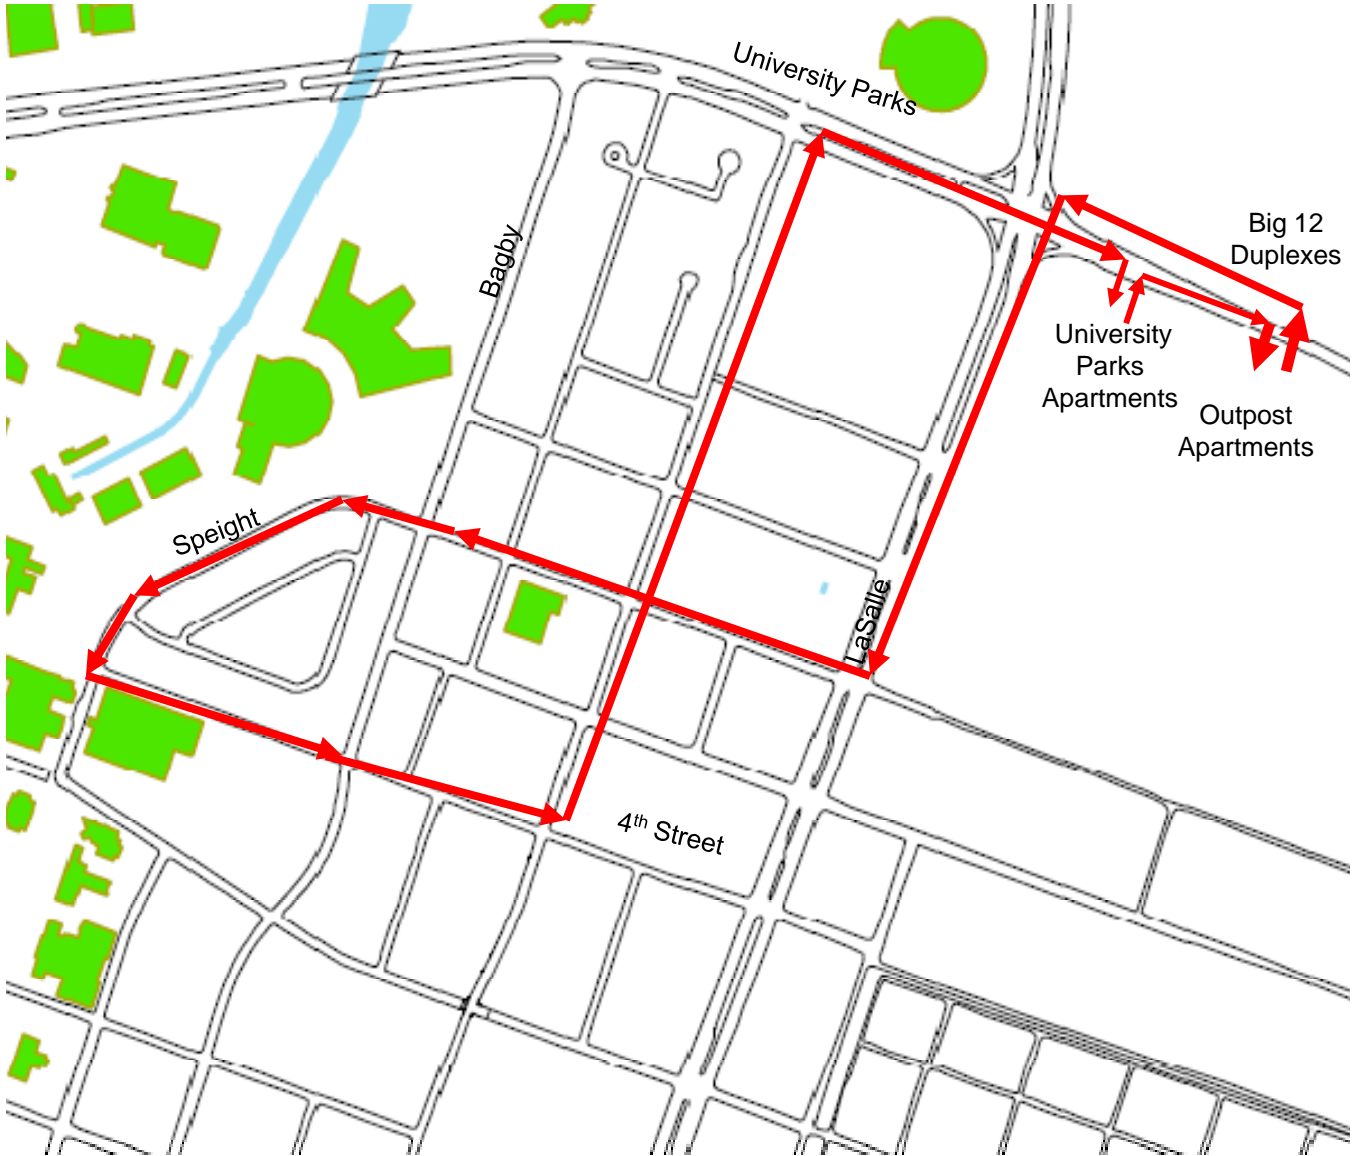 University Parks
Bagby
Big 12
Duplexes
University
Parks
Apartments
Outpost
Apartments
Speight
LaSalle
4th Street